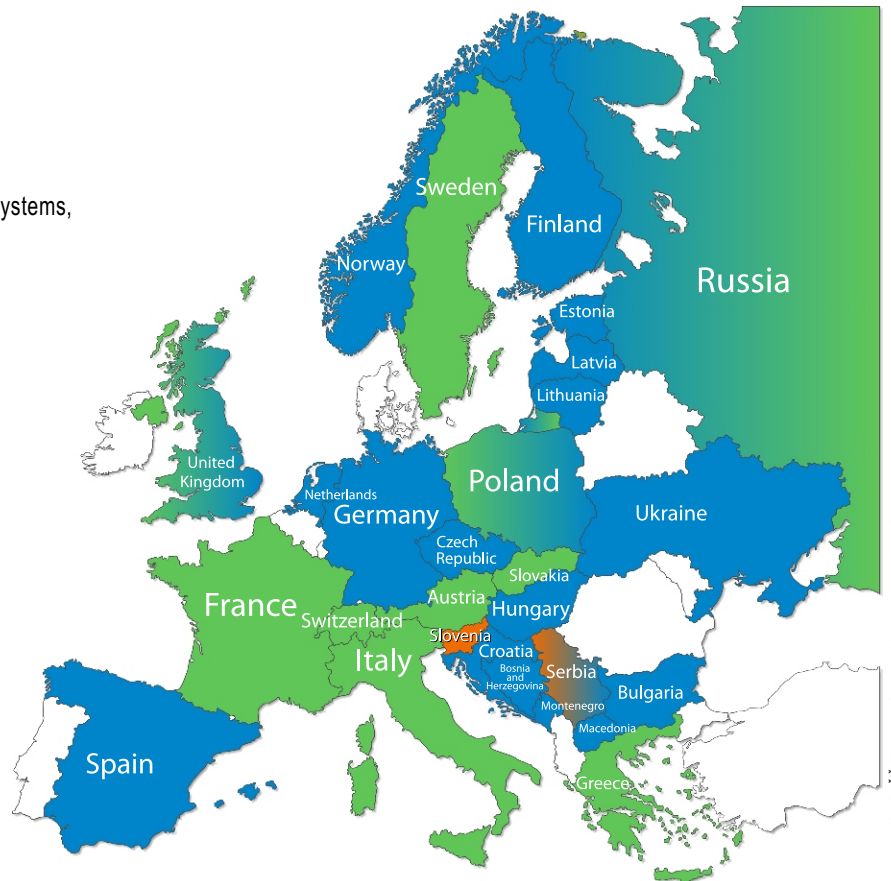 ystems,
Sweden
Finland
Norway
Russia
Estonia
Latvia
Lithuania
United
Kingdom
Netherlands
Germany
Poland
Ukraine
Czech
Republic
Slovakia
France
Switzerland
Austria
Hungary
Slovenia
Italy
Croatia
Bosnia
and
Herzegovina
Serbia
Montenegro
Bulgaria
Macedonia
Spain
Greece